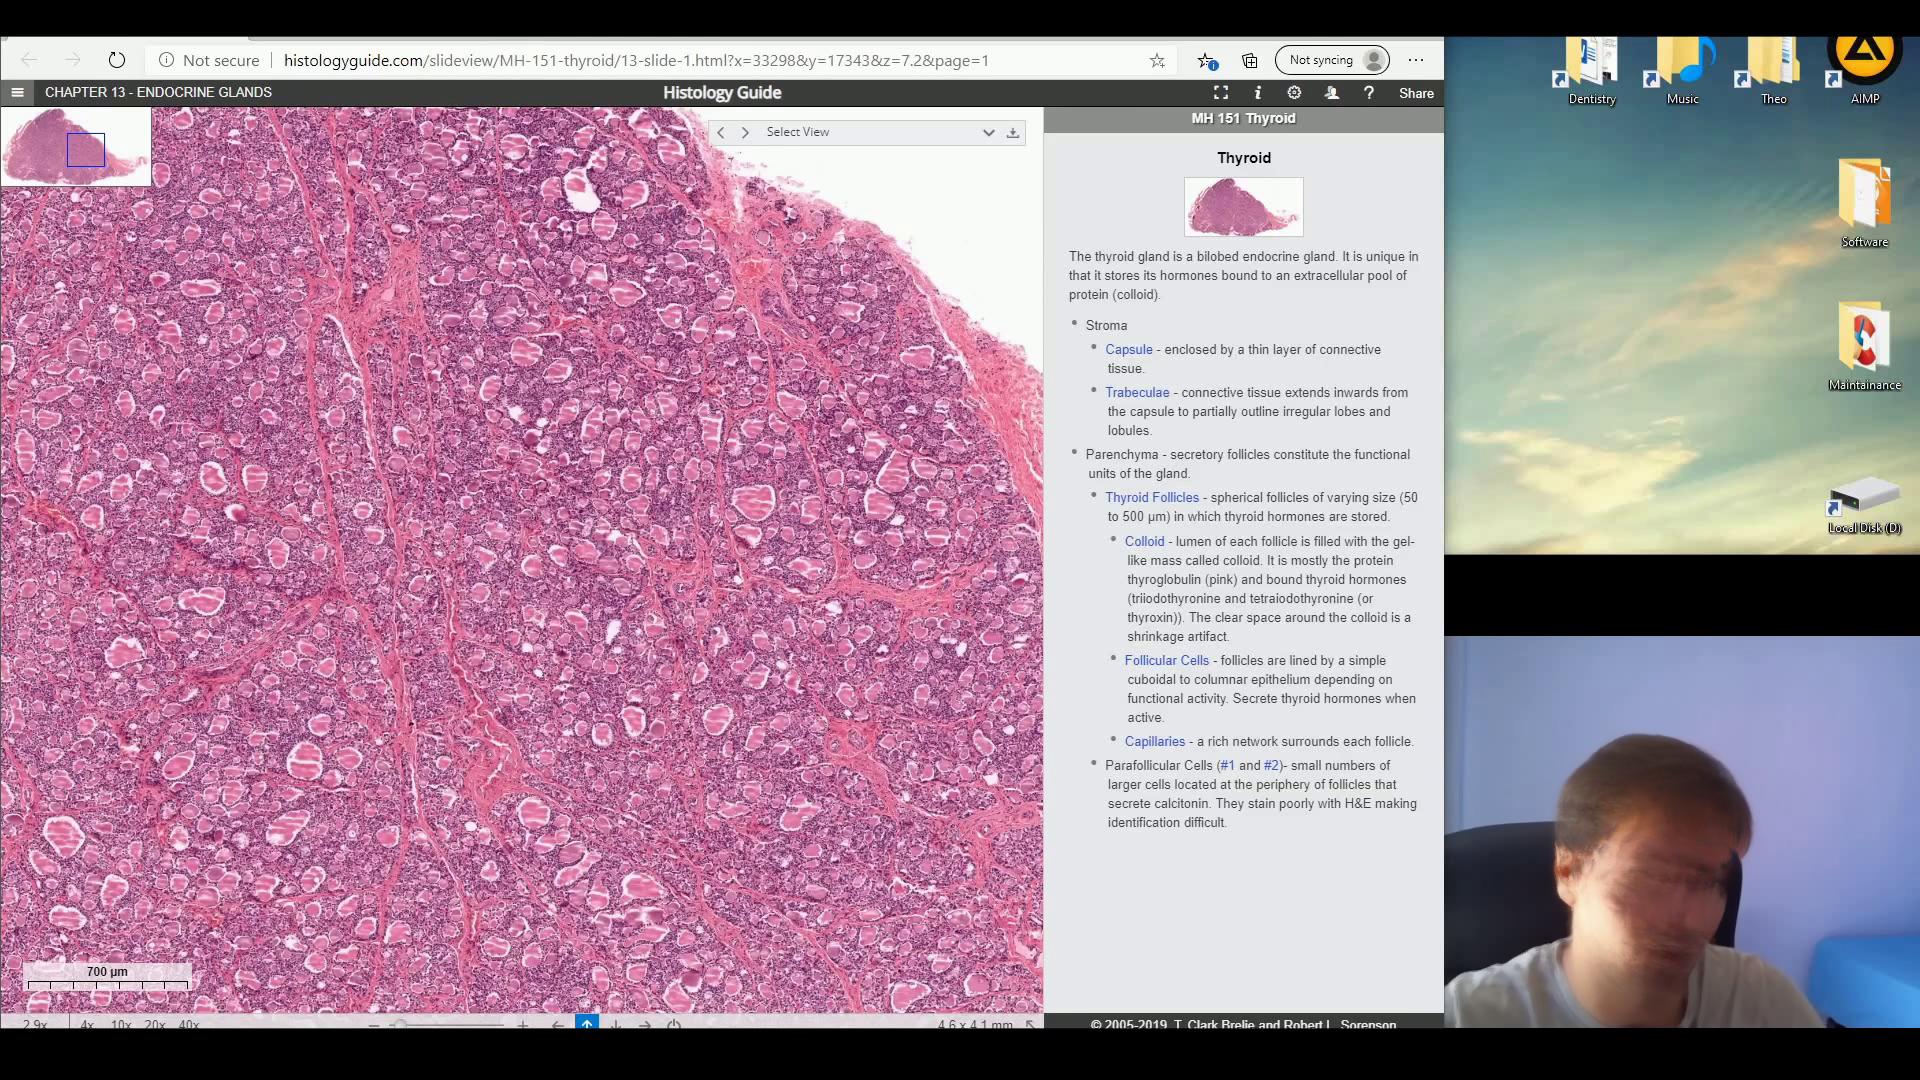 Not secure
histologyguide.com/slideview/MH-151-thyroid/13-slide-1.html?x=33298&y=17343&z=7.2&page=1
Not syncing
CHAPTER 13 - ENDOCRINE GLANDS
Histology Guide
Share
Select View
MH 151 Thyroid
Thyroid
The thyroid gland is a bilobed endocrine gland. It is unique in
that it stores its hormones bound to an extracellular pool of
protein (colloid).
Stroma
Capsule - enclosed by a thin layer of connective
tissue.
Trabeculae - connective tissue extends inwards from
the capsule to partially outline irregular lobes and
lobules.
Parenchyma - secretory follicles constitute the functional
units of the gland.
Thyroid Follicles - spherical follicles of varying size (50
to 500 µm) in which thyroid hormones are stored.
Colloid - lumen of each follicle is filled with the gel-
like mass called colloid. It is mostly the protein
thyroglobulin (pink) and bound thyroid hormones
(triiodothyronine and tetraiodothyronine (or
thyroxin)). The clear space around the colloid is a
shrinkage artifact.
Follicular Cells - follicles are lined by a simple
cuboidal to columnar epithelium depending on
functional activity. Secrete thyroid hormones when
active.
Capillaries - a rich network surrounds each follicle.
Parafollicular Cells (#1 and #2)- small numbers of
larger cells located at the periphery of follicles that
secrete calcitonin. They stain poorly with H&E making
identification difficult.
700 µm
2.9x 4x 10x 20x 40x
4.6 x 4.1 mm
© 2005-2019 T. Clark Brelje and Robert L. Sorenson
Dentistry
Music
Theo
AIMP
Software
Maintainance
Local Disk (D)